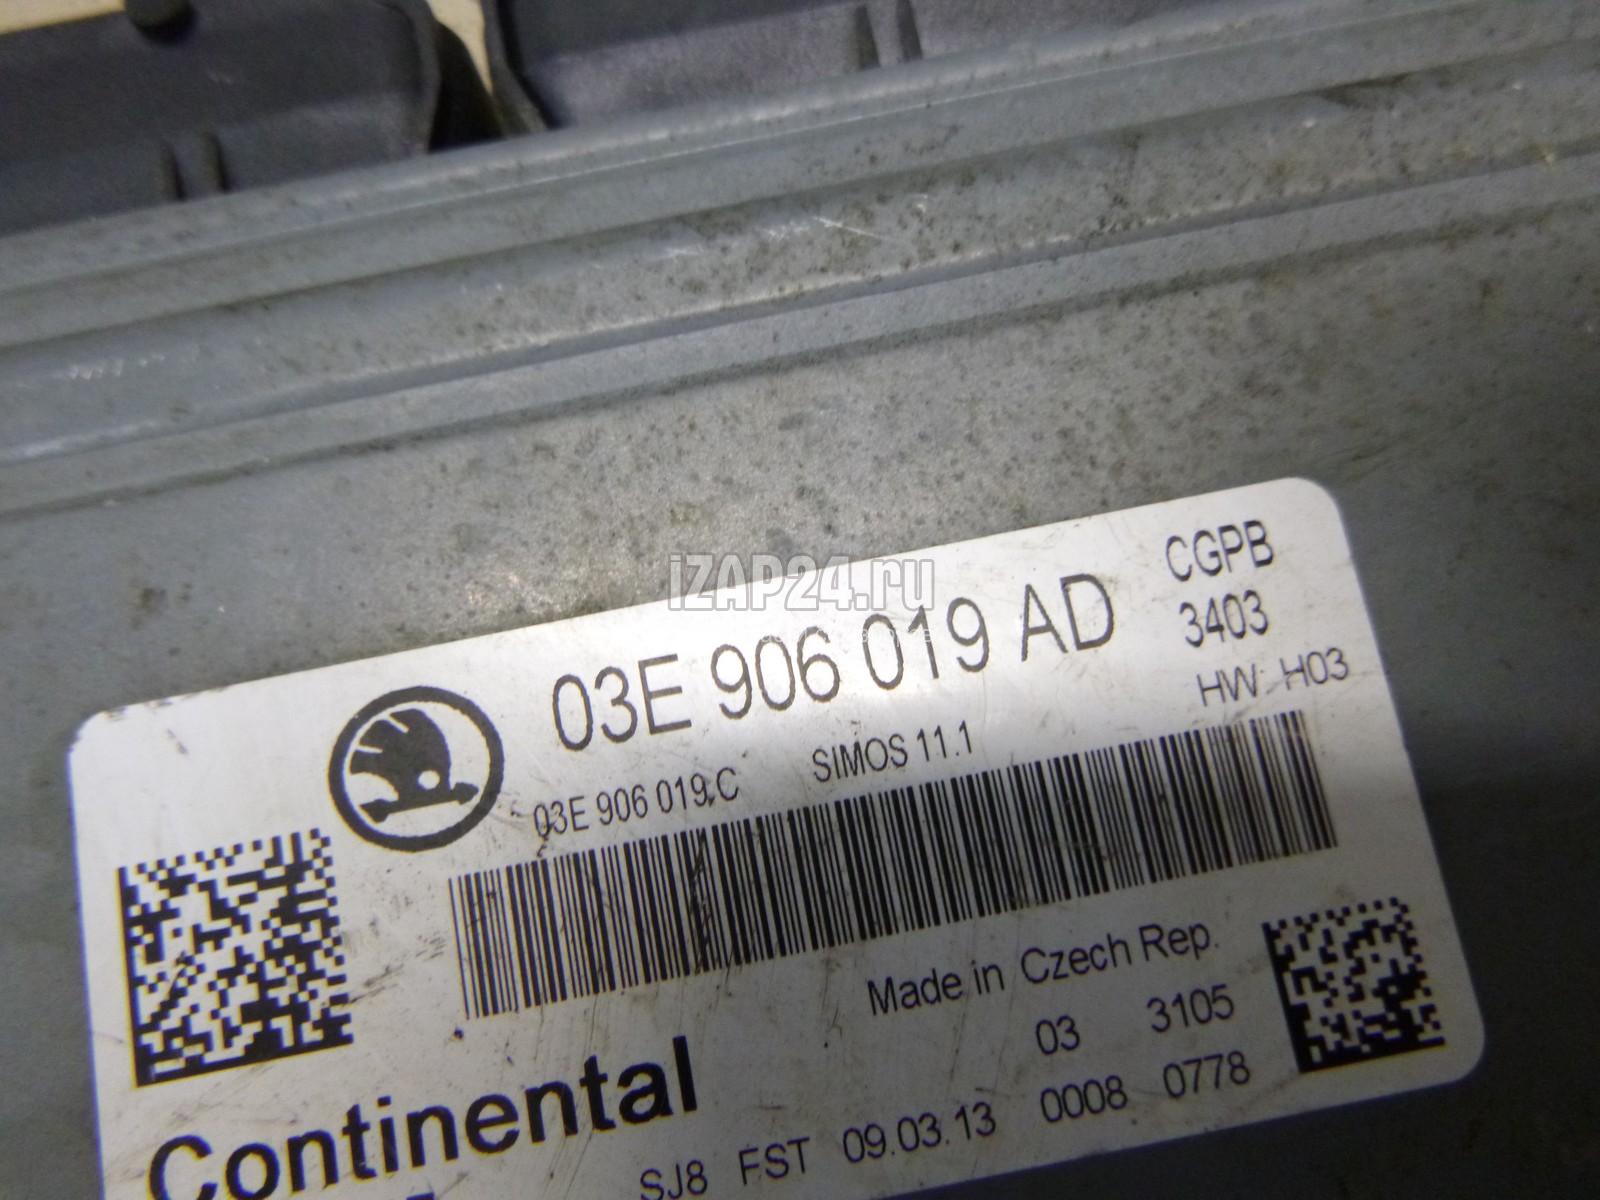 iZAP24.ru
CGPB
03E 906 019 AD
3403
HW H03
03E 906 019 C SIMOS 11.1
Made in Czech Rep.
03 3105
Continental
SJ8 FST 09.03.13 0008 0778